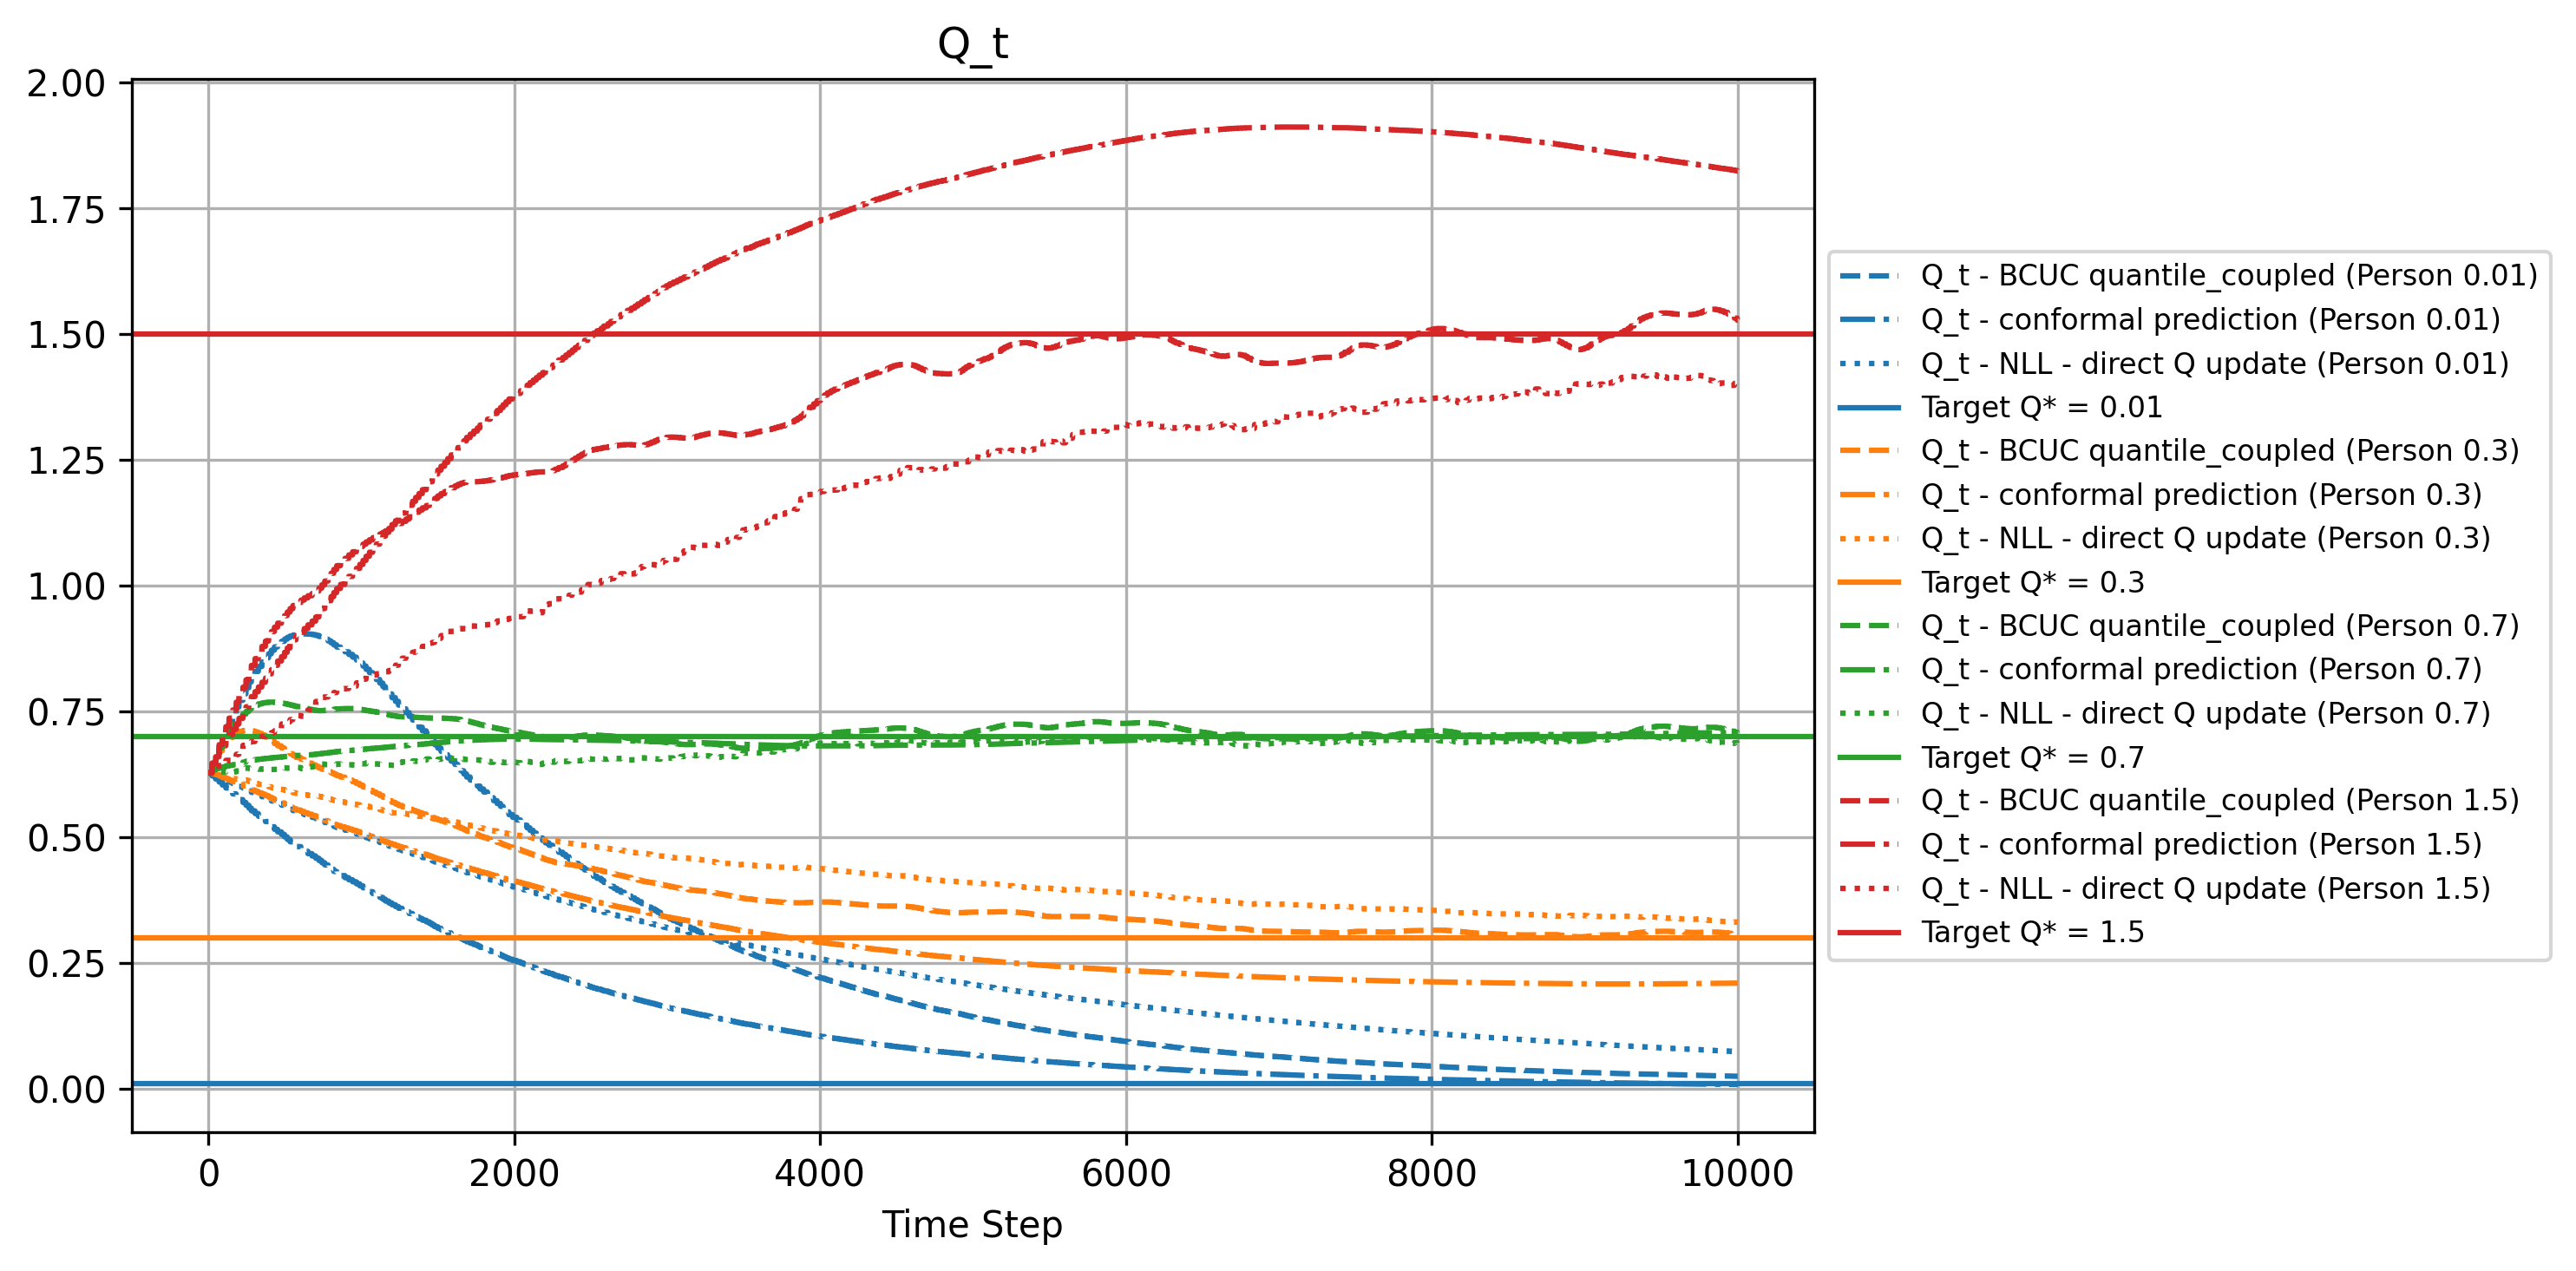 Q_t
2.00
1.75
1.50
1.25
1.00
0.75
0.50
0.25
0.00
0 2000 4000 6000 8000 10000
Time Step
Q_t - BCUC quantile_coupled (Person 0.01)
Q_t - conformal prediction (Person 0.01)
Q_t - NLL - direct Q update (Person 0.01)
Target Q* = 0.01
Q_t - BCUC quantile_coupled (Person 0.3)
Q_t - conformal prediction (Person 0.3)
Q_t - NLL - direct Q update (Person 0.3)
Target Q* = 0.3
Q_t - BCUC quantile_coupled (Person 0.7)
Q_t - conformal prediction (Person 0.7)
Q_t - NLL - direct Q update (Person 0.7)
Target Q* = 0.7
Q_t - BCUC quantile_coupled (Person 1.5)
Q_t - conformal prediction (Person 1.5)
Q_t - NLL - direct Q update (Person 1.5)
Target Q* = 1.5